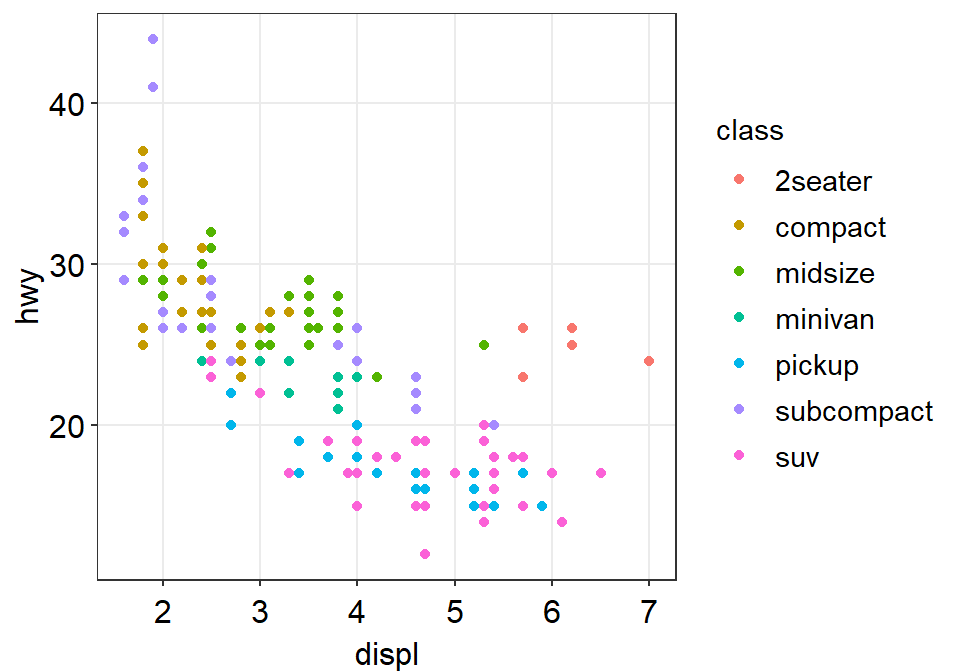 hwy
40
30
20
2 3 4 5 6 7
displ
class
2seater
compact
midsize
minivan
pickup
subcompact
suv